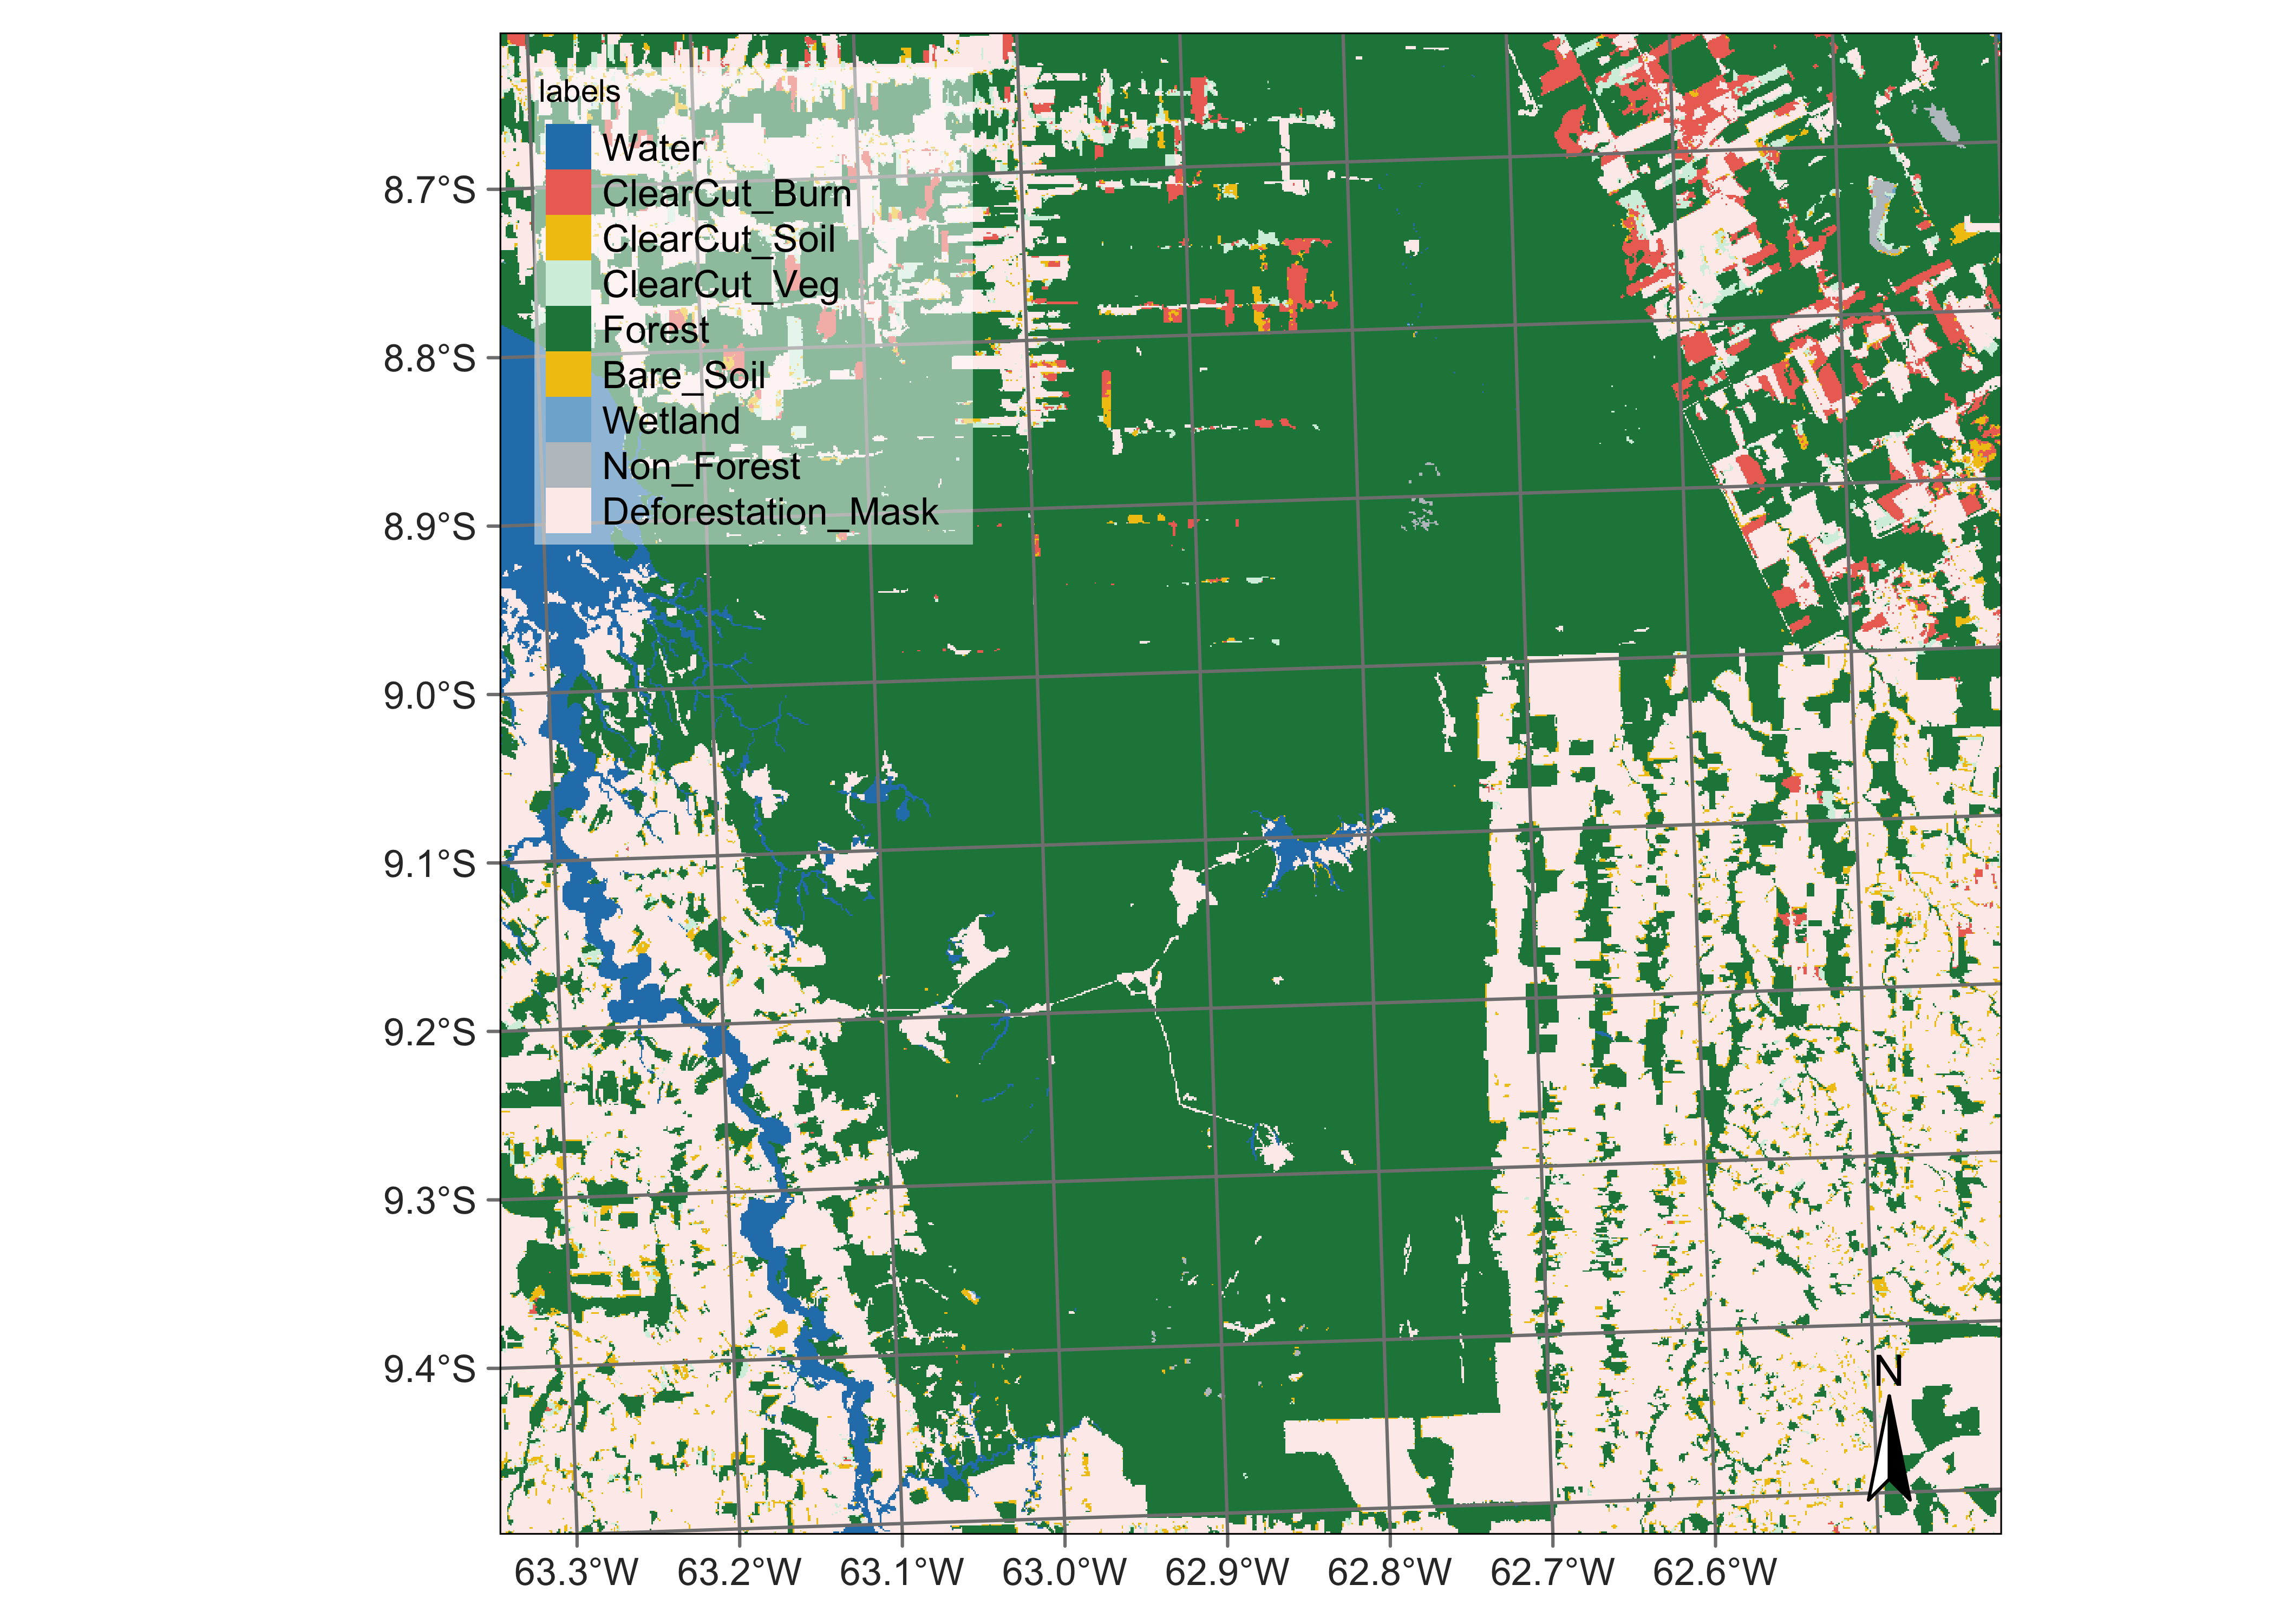 labels
Water
ClearCut_Burn
ClearCut_Soil
ClearCut_Veg
Forest
Bare_Soil
Wetland
Non_Forest
Deforestation_Mask
8.7°S
8.8°S
8.9°S
9.0°S
9.1°S
9.2°S
9.3°S
9.4°S
N
63.3°W 63.2°W 63.1°W 63.0°W 62.9°W 62.8°W 62.7°W 62.6°W